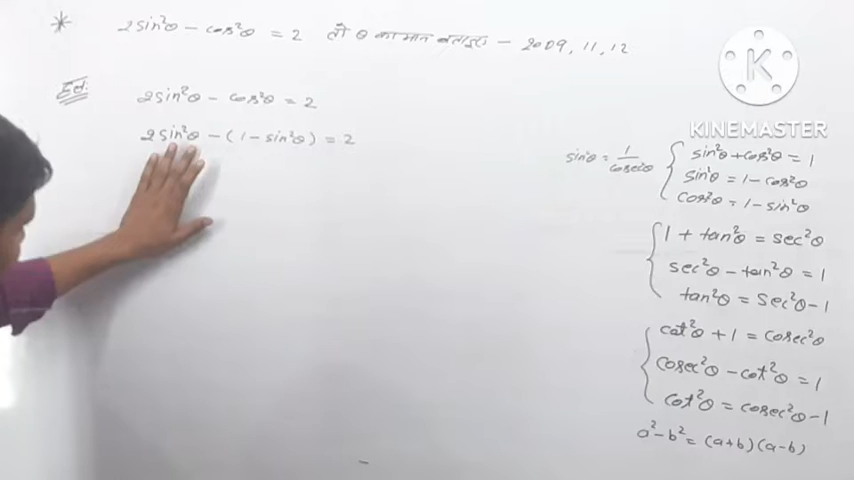 * 2sin²θ - cos²θ = 2 तो θ का मान बताइए - 2009, 11, 12
हल:
2sin²θ - cos²θ = 2
2sin²θ - (1 - sin²θ) = 2
sin²θ = 1/cosec²θ
sin²θ + cos²θ = 1
sin²θ = 1 - cos²θ
cos²θ = 1 - sin²θ
1 + tan²θ = sec²θ
sec²θ - tan²θ = 1
tan²θ = sec²θ - 1
cot²θ + 1 = cosec²θ
cosec²θ - cot²θ = 1
cot²θ = cosec²θ - 1
a² - b² = (a+b)(a-b)
K
KINEMASTER